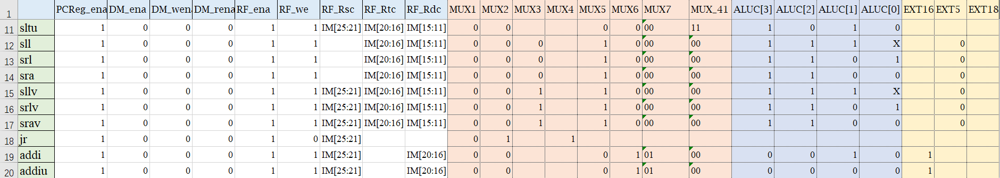 1 PCReg_ena DM_ena DM_wena DM_rena RF_ena RF_we RF_Rsc RF_Rtc RF_Rdc MUX1 MUX2 MUX3 MUX4 MUX5 MUX6 MUX7 MUX_41 ALUC[3] ALUC[2] ALUC[1] ALUC[0] EXT16 EXT5 EXT18
11 sltu 1 0 0 0 1 1 IM[25:21] IM[20:16] IM[15:11] 0 0 0 0 00 11 1 0 1 0
12 sll 1 0 0 0 1 1 IM[20:16] IM[15:11] 0 0 0 1 0 00 00 1 1 1 X 0
13 srl 1 0 0 0 1 1 IM[20:16] IM[15:11] 0 0 0 1 0 00 00 1 1 0 1 0
14 sra 1 0 0 0 1 1 IM[20:16] IM[15:11] 0 0 0 1 0 00 00 1 1 0 0 0
15 sllv 1 0 0 0 1 1 IM[25:21] IM[20:16] IM[15:11] 0 0 1 1 0 00 00 1 1 1 X 0
16 srlv 1 0 0 0 1 1 IM[25:21] IM[20:16] IM[15:11] 0 0 1 1 0 00 00 1 1 0 1 0
17 srav 1 0 0 0 1 1 IM[25:21] IM[20:16] IM[15:11] 0 0 1 1 0 00 00 1 1 0 0 0
18 jr 1 0 0 0 1 0 IM[25:21] 0 1 1
19 addi 1 0 0 0 1 1 IM[25:21] IM[20:16] 0 0 0 1 01 00 0 0 1 0 1
20 addiu 1 0 0 0 1 1 IM[25:21] IM[20:16] 0 0 0 1 01 00 0 0 0 0 1